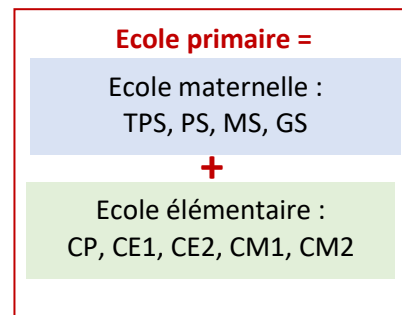 Ecole primaire =
Ecole maternelle :
TPS, PS, MS, GS
+
Ecole élémentaire :
CP, CE1, CE2, CM1, CM2